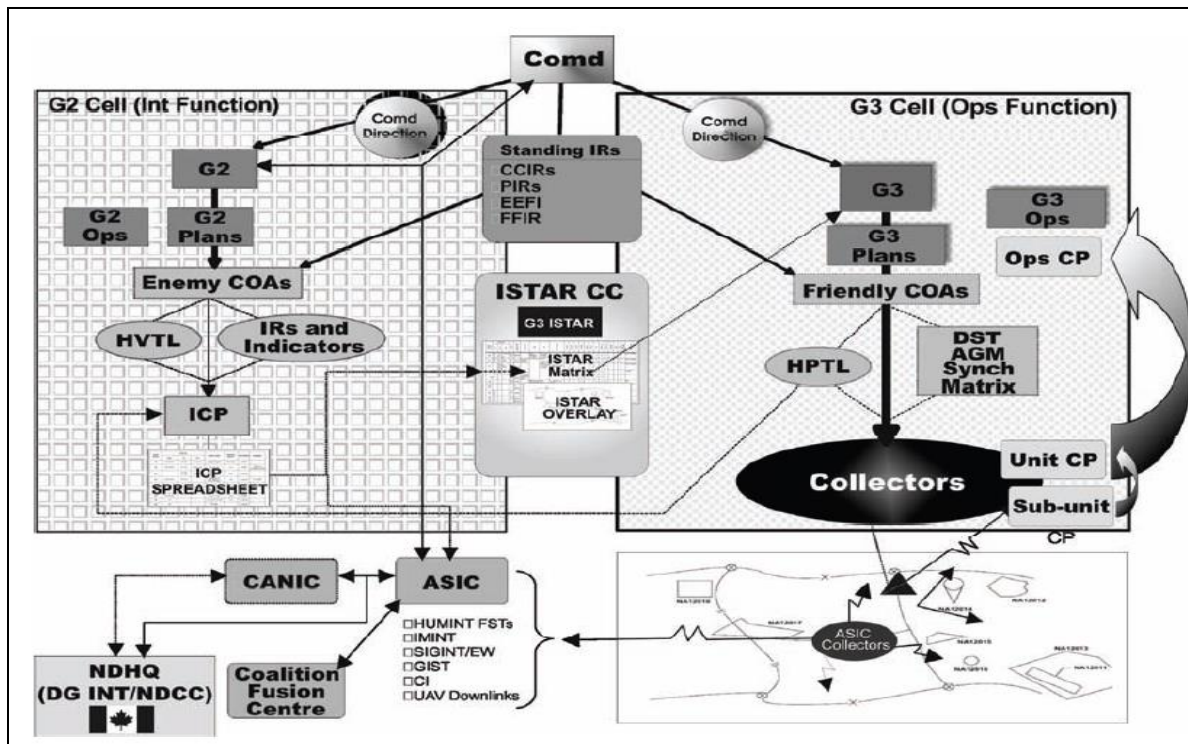 Comd
G2 Cell (Int Function)
Comd
Direction
G2
G2
Ops
G2
Plans
Enemy COAs
HVTL
IRs and
Indicators
ICP
ICP
SPREADSHEET
Standing IRs
CCIRs
PIRs
EEFI
FFIR
ISTAR CC
G3 ISTAR
ISTAR
Matrix
ISTAR
OVERLAY
G3 Cell (Ops Function)
Comd
Direction
G3
G3
Plans
G3
Ops
Ops CP
Friendly COAs
HPTL
DST
AGM
Synch
Matrix
Collectors
Unit CP
Sub-unit
CP
CANIC
ASIC
☐HUMINT FSTs
☐IMINT
☐SIGINT/EW
☐GIST
☐CI
☐UAV Downlinks
NDHQ
(DG INT/NDCC)
Coalition
Fusion
Centre
ASIC
Collectors